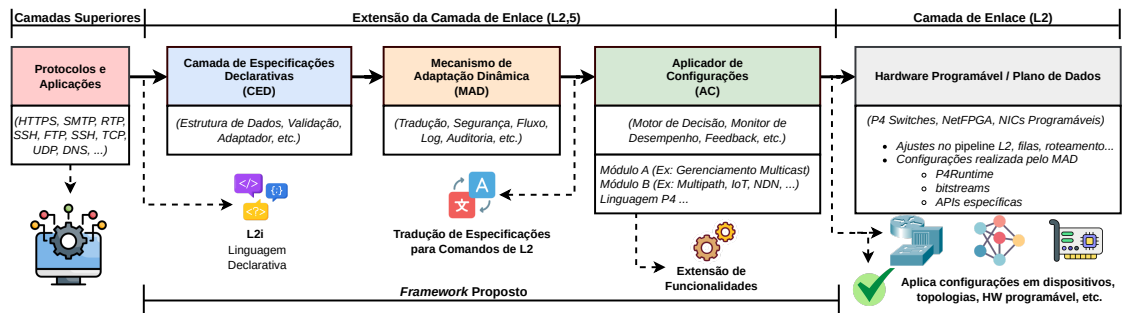 Camadas Superiores
Extensão da Camada de Enlace (L2,5)
Camada de Enlace (L2)
Protocolos e
Aplicações
(HTTPS, SMTP, RTP,
SSH, FTP, SSH, TCP,
UDP, DNS, ...)
Camada de Especificações
Declarativas
(CED)
(Estrutura de Dados, Validação,
Adaptador, etc.)
L2i
Linguagem
Declarativa
Mecanismo de
Adaptação Dinâmica
(MAD)
(Tradução, Segurança, Fluxo,
Log, Auditoria, etc.)
A
文
Tradução de Especificações
para Comandos de L2
Aplicador de
Configurações
(AC)
(Motor de Decisão, Monitor de
Desempenho, Feedback, etc.)
Módulo A (Ex: Gerenciamento Multicast)
Módulo B (Ex: Multipath, IoT, NDN, ...)
Linguagem P4 ...
Extensão de
Funcionalidades
Hardware Programável / Plano de Dados
(P4 Switches, NetFPGA, NICs Programáveis)
• Ajustes no pipeline L2, filas, roteamento...
• Configurações realizada pelo MAD
○ P4Runtime
○ bitstreams
○ APIs específicas
Aplica configurações em dispositivos,
topologias, HW programável, etc.
Framework Proposto